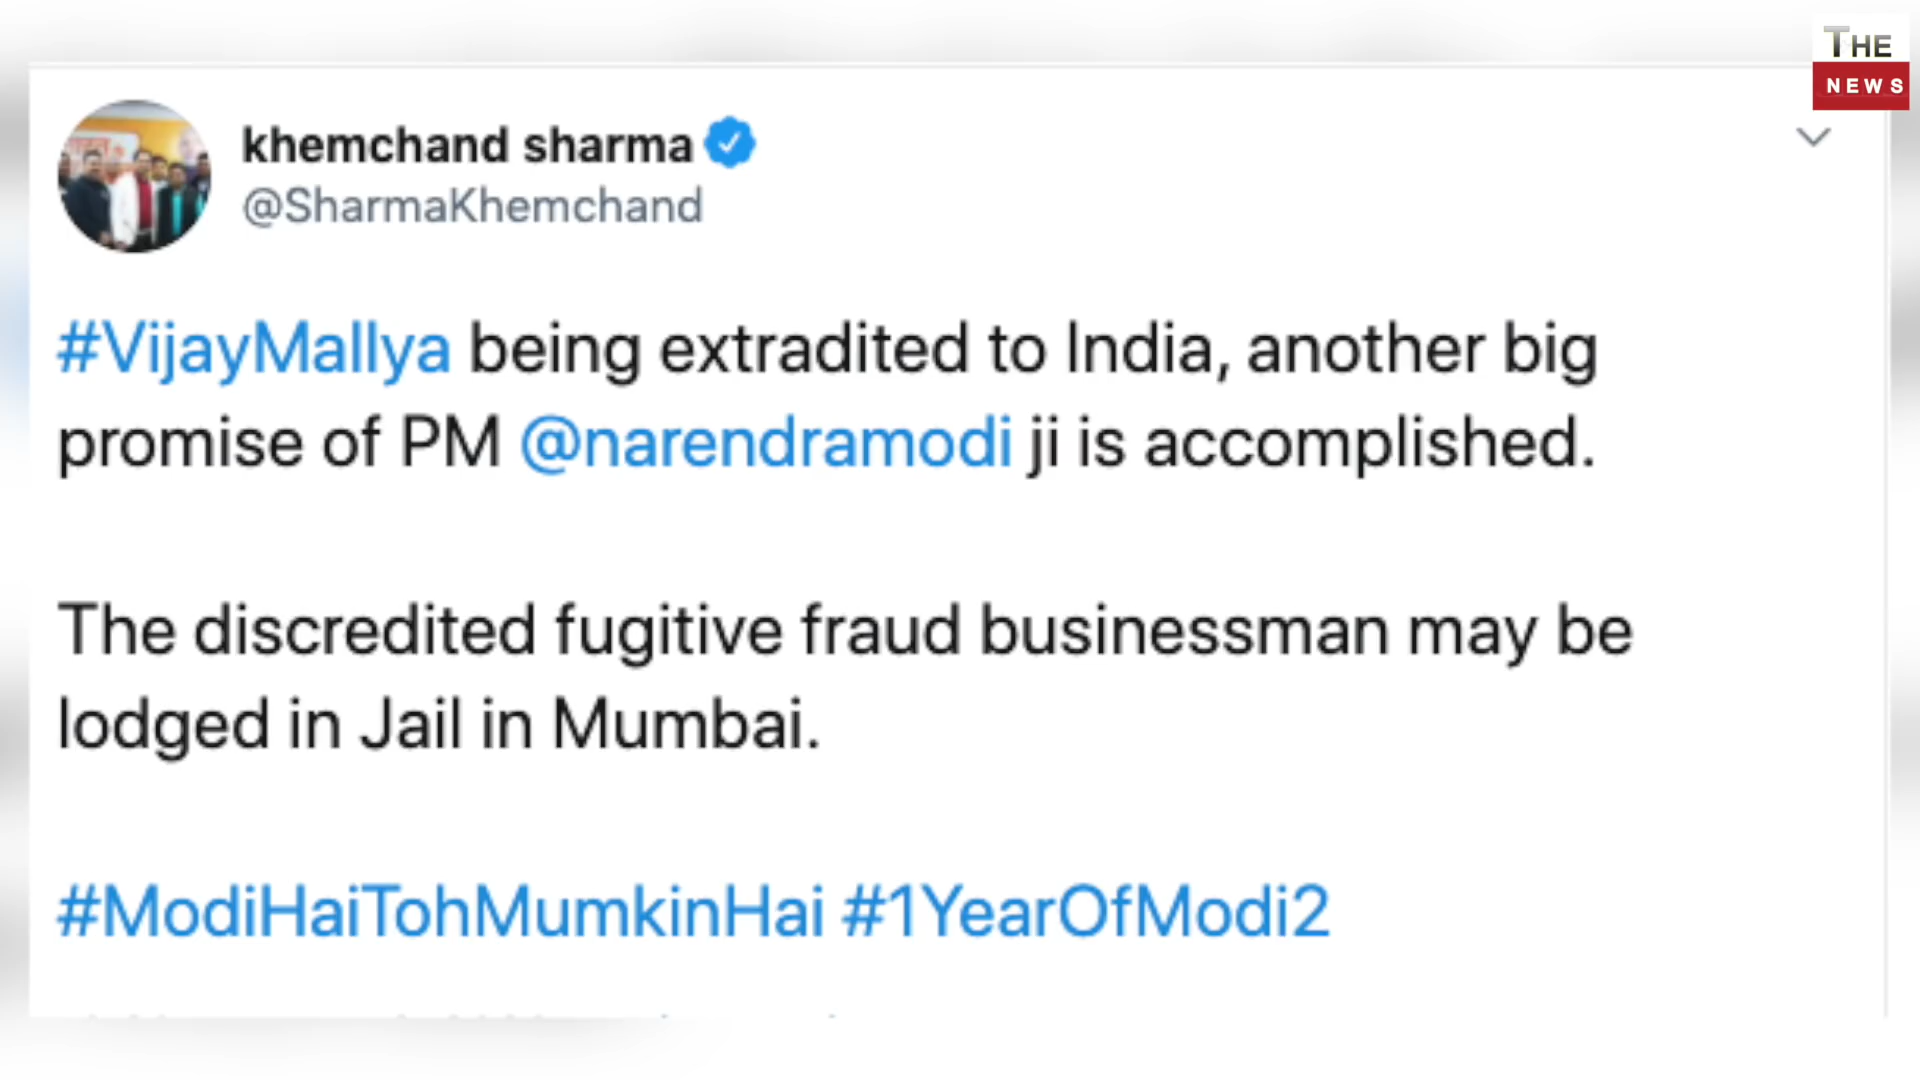 THE
NEWS
khemchand sharma
@SharmaKhemchand
#VijayMallya being extradited to India, another big
promise of PM @narendramodi ji is accomplished.
The discredited fugitive fraud businessman may be
lodged in Jail in Mumbai.
#ModiHaiTohMumkinHai #1YearOfModi2